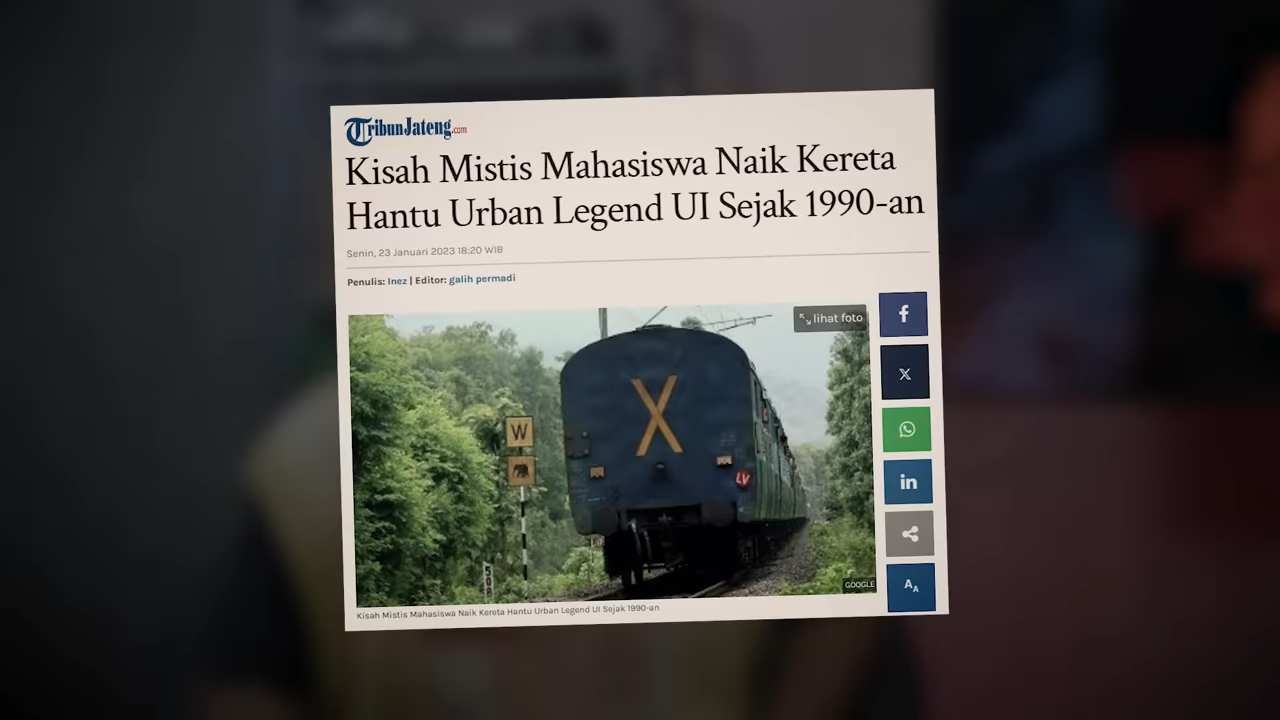 TribunJateng.com
Kisah Mistis Mahasiswa Naik Kereta
Hantu Urban Legend UI Sejak 1990-an
Senin, 23 Januari 2023 18:20 WIB
Penulis: Inez | Editor: galih permadi
lihat foto
f
X
W
X
in
LV
GOOGLE
AA
Kisah Mistis Mahasiswa Naik Kereta Hantu Urban Legend UI Sejak 1990-an